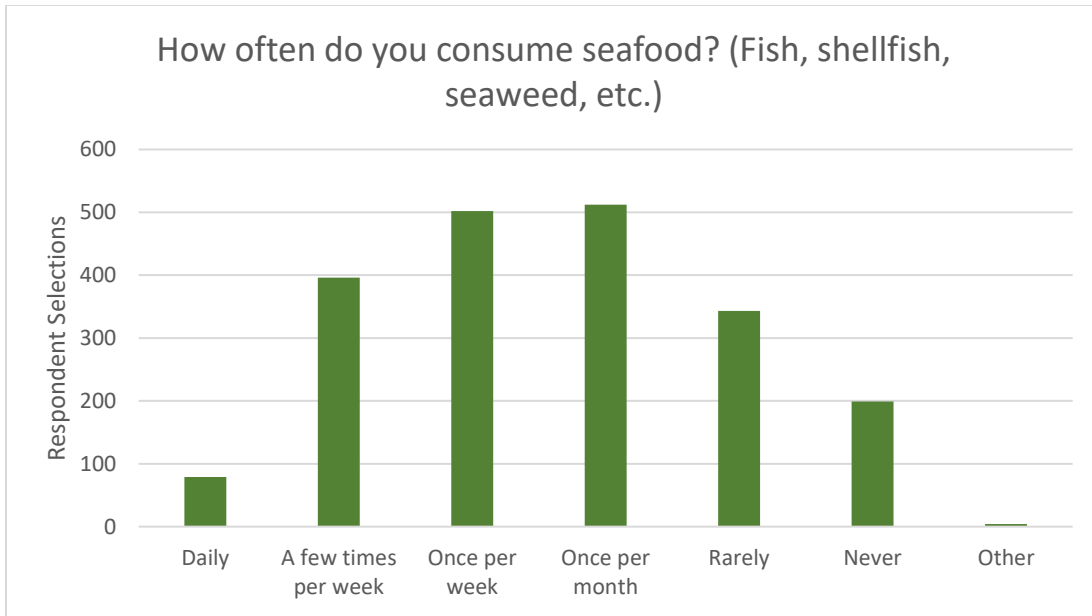 How often do you consume seafood? (Fish, shellfish,
seaweed, etc.)
Respondent Selections
600
500
400
300
200
100
0
Daily
A few times
per week
Once per
week
Once per
month
Rarely
Never
Other